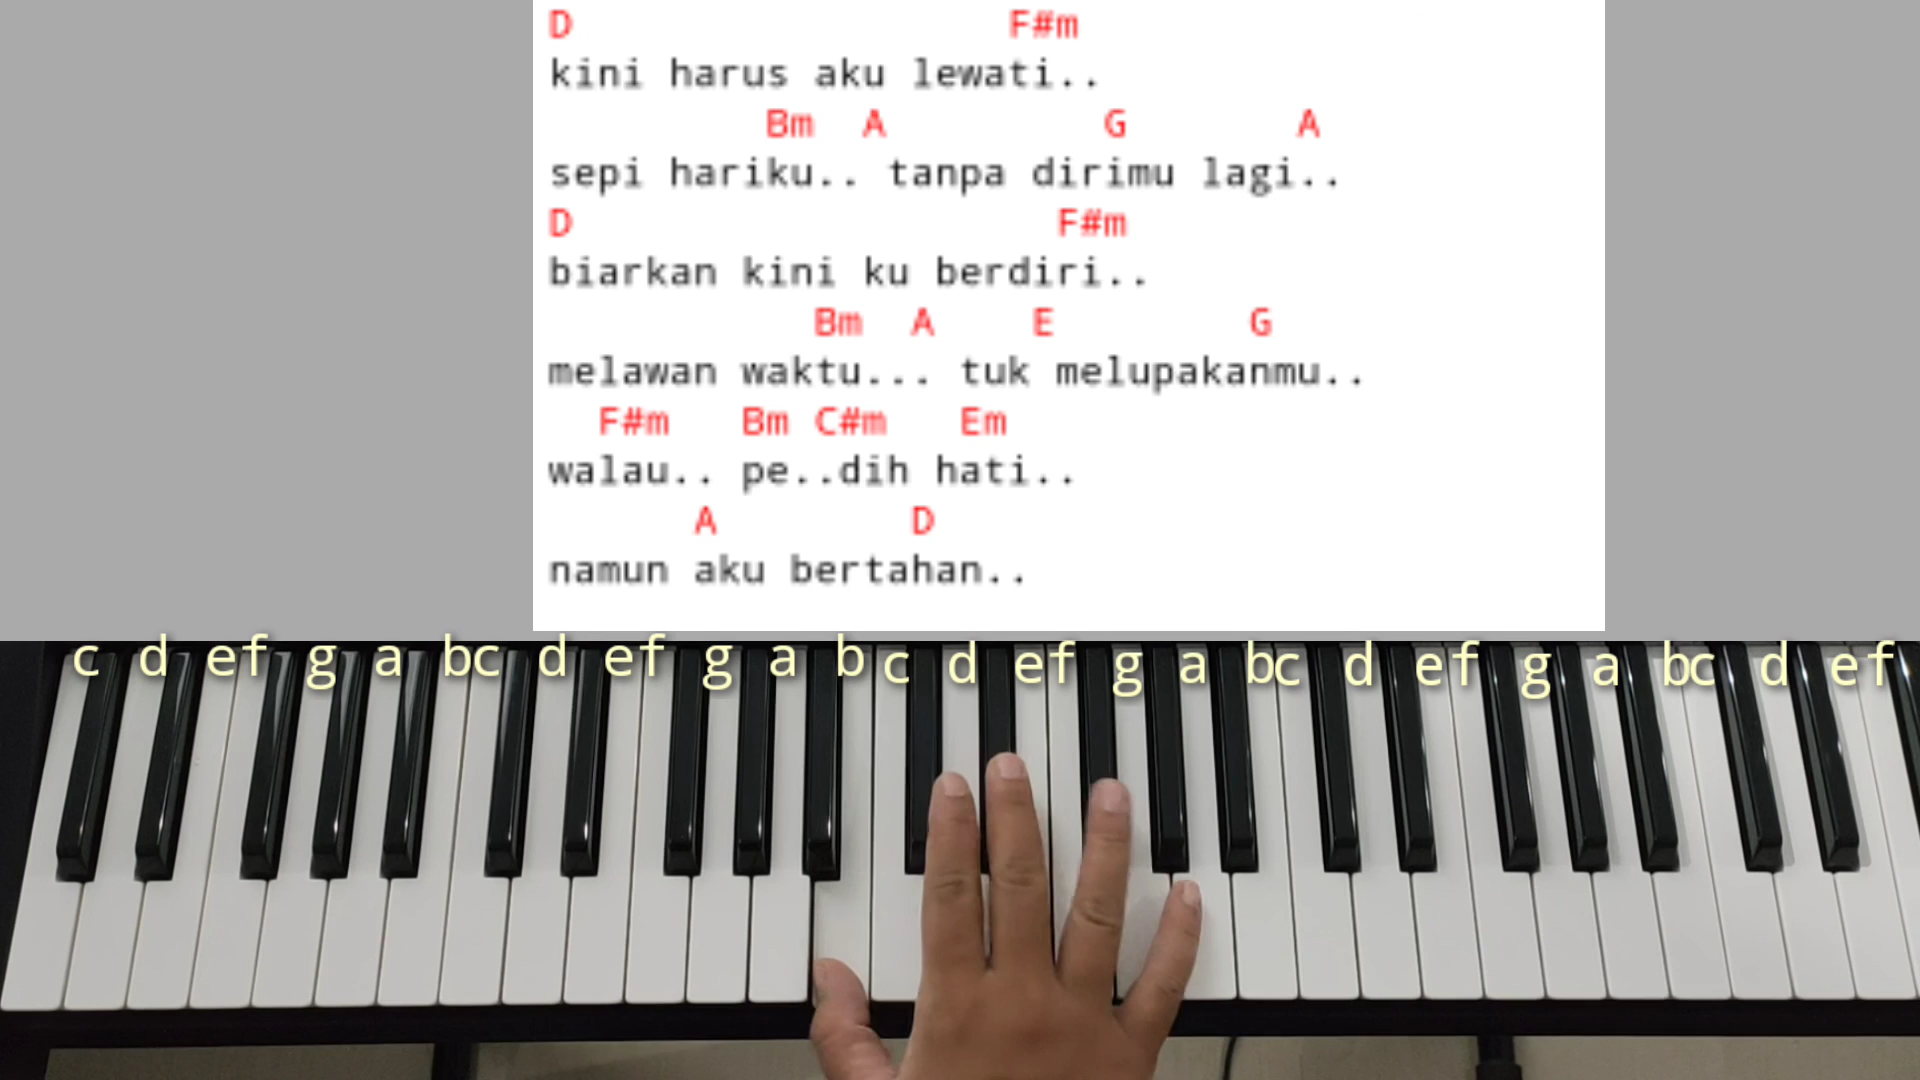 D F#m
kini harus aku lewati..
Bm A G A
sepi hariku.. tanpa dirimu lagi..
D F#m
biarkan kini ku berdiri..
Bm A E G
melawan waktu... tuk melupakanmu..
F#m Bm C#m Em
walau.. pe..dih hati..
A D
namun aku bertahan..
c d ef g a bc d ef g a b c d ef g a bc d ef g a bc d ef